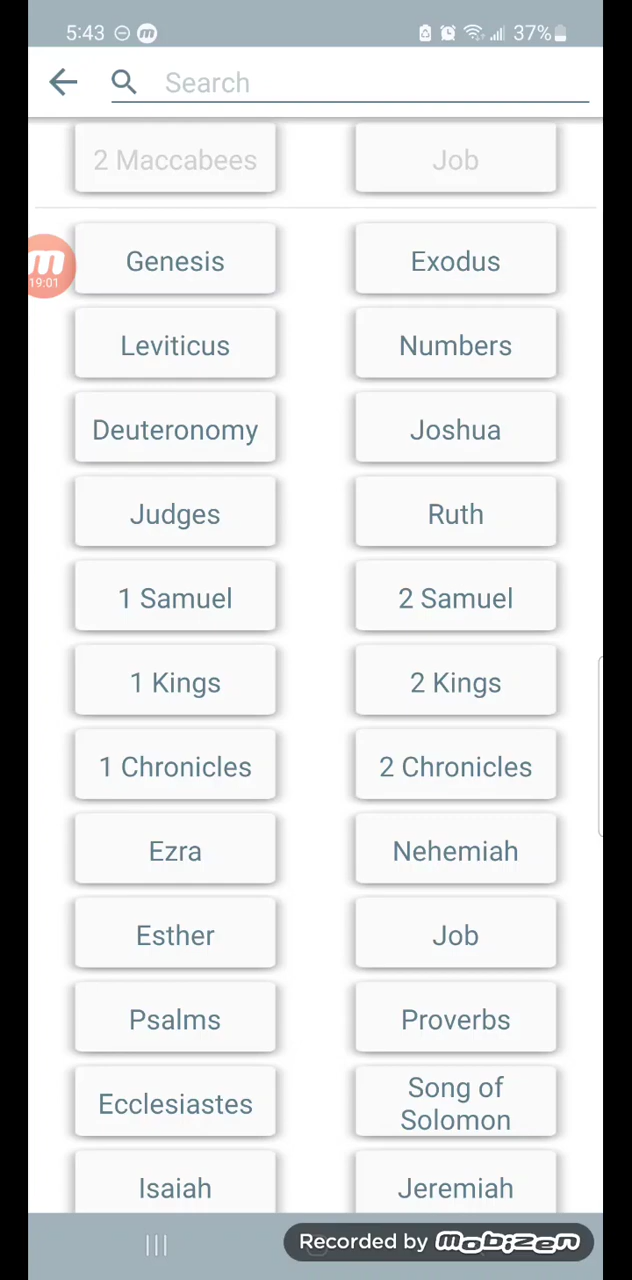 5:43 37%
Search
2 Maccabees Job
Genesis Exodus
19:01
Leviticus Numbers
Deuteronomy Joshua
Judges Ruth
1 Samuel 2 Samuel
1 Kings 2 Kings
1 Chronicles 2 Chronicles
Ezra Nehemiah
Esther Job
Psalms Proverbs
Ecclesiastes Song of
Solomon
Isaiah Jeremiah
Recorded by mobizen